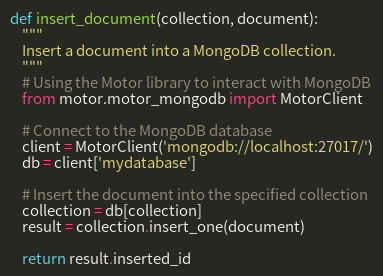 def insert_document(collection, document):
"""
Insert a document into a MongoDB collection.
"""
# Using the Motor library to interact with MongoDB
from motor.motor_mongodb import MotorClient
# Connect to the MongoDB database
client = MotorClient('mongodb://localhost:27017/')
db = client['mydatabase']
# Insert the document into the specified collection
collection = db[collection]
result = collection.insert_one(document)
return result.inserted_id